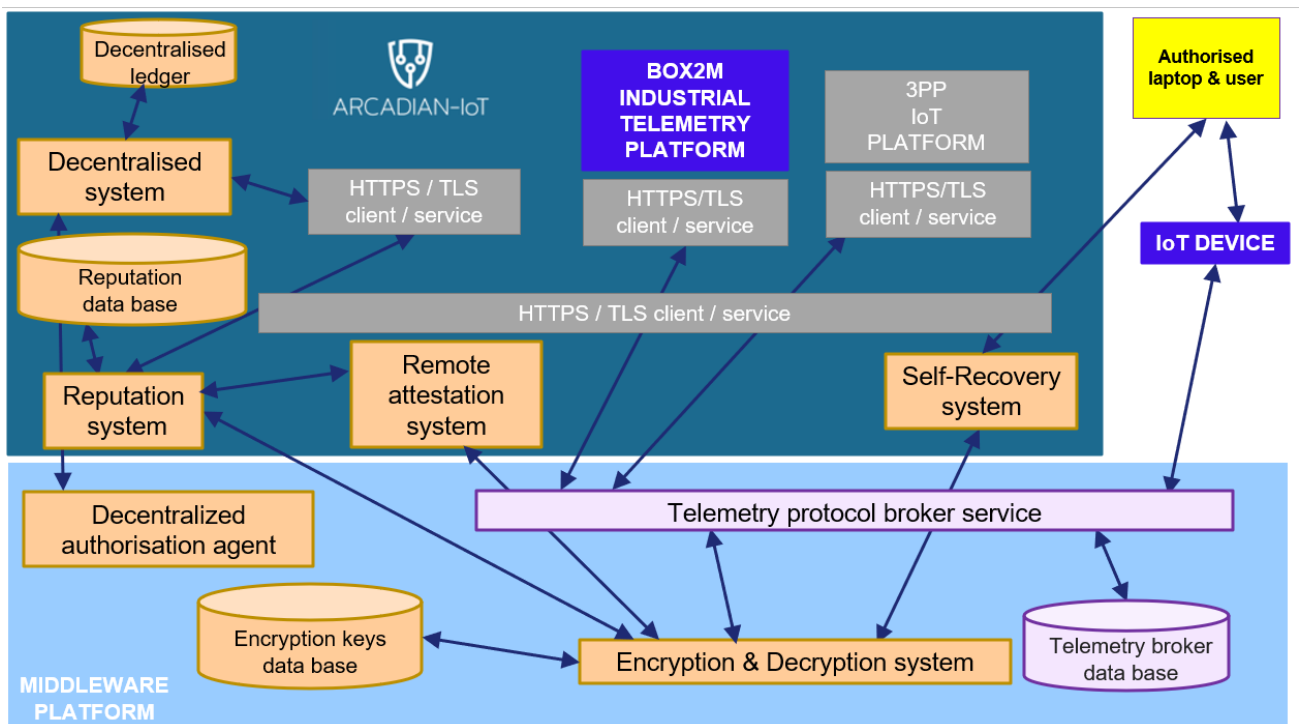 Decentralised
ledger
ARCADIAN-IoT
BOX2M
INDUSTRIAL
TELEMETRY
PLATFORM
3PP
IoT
PLATFORM
Authorised
laptop & user
Decentralised
system
HTTPS / TLS
client / service
HTTPS/TLS
client / service
HTTPS/TLS
client / service
IoT DEVICE
Reputation
data base
HTTPS / TLS client / service
Reputation
system
Remote
attestation
system
Self-Recovery
system
Decentralized
authorisation agent
Telemetry protocol broker service
Encryption keys
data base
Encryption & Decryption system
Telemetry broker
data base
MIDDLEWARE
PLATFORM